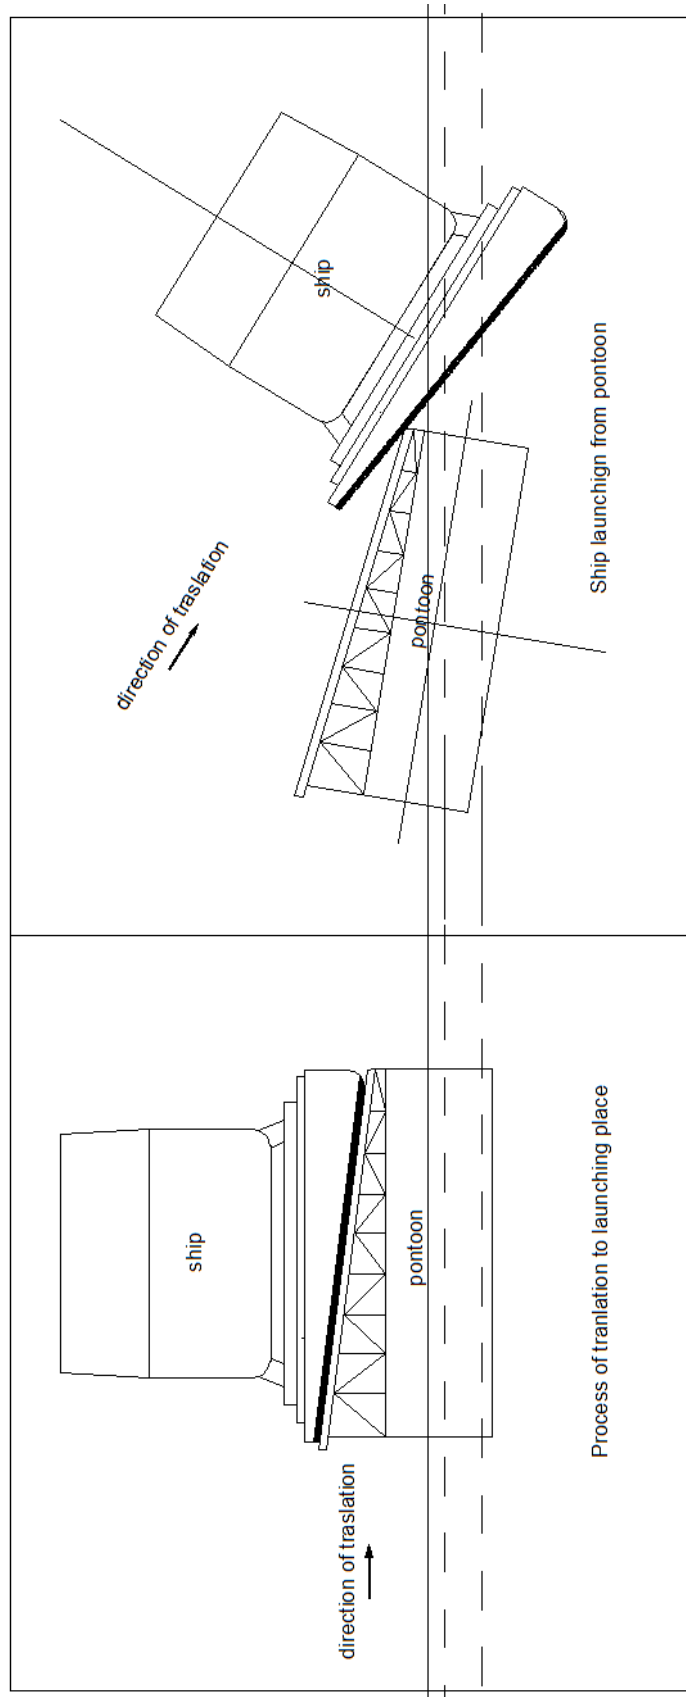 direction of traslation
ship
pontoon
Process of tranlation to launching place
direction of traslation
ship
pontoon
Ship launchign from pontoon